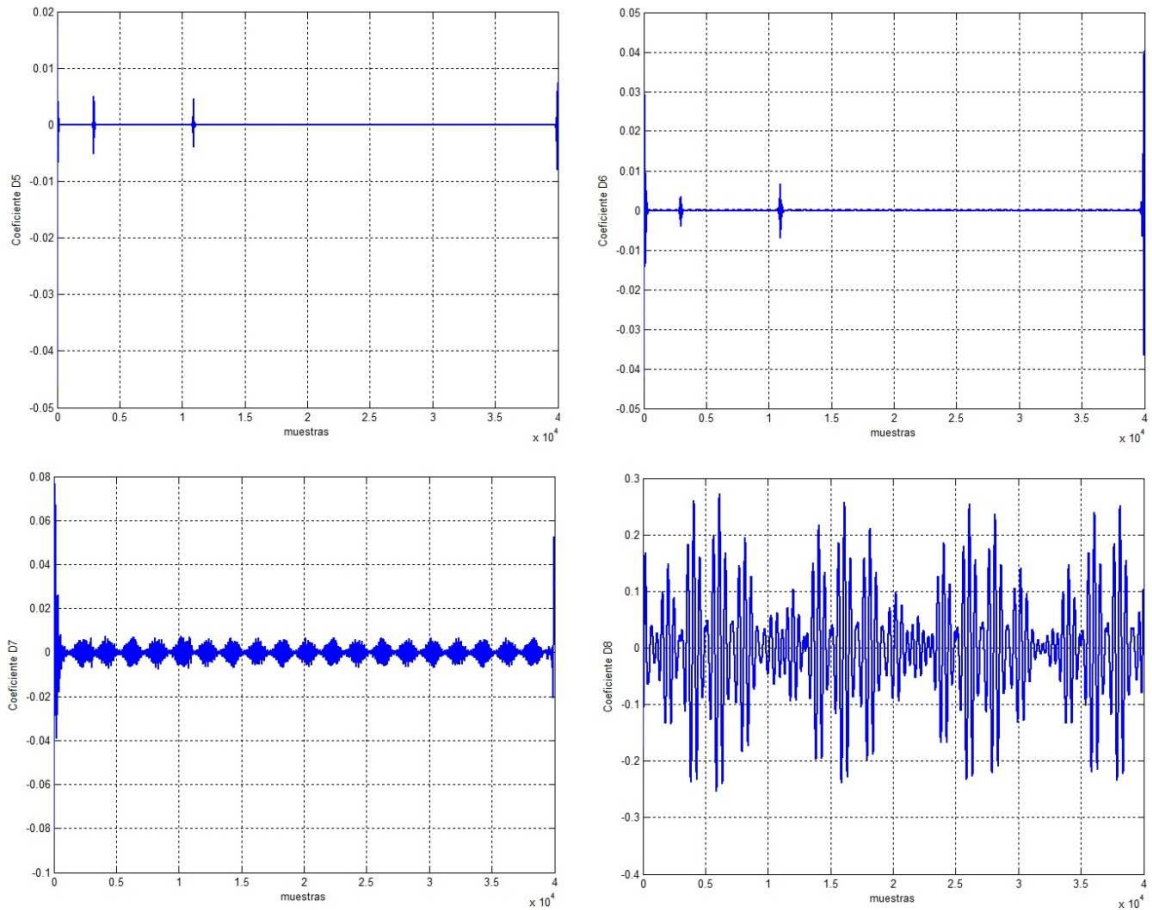 0.02
0.01
0
-0.01
-0.02
-0.03
-0.04
-0.05
Coeficiente D5
0 0.5 1 1.5 2 2.5 3 3.5 4
muestras
x 10^4
0.05
0.04
0.03
0.02
0.01
0
-0.01
-0.02
-0.03
-0.04
-0.05
Coeficiente D6
0 0.5 1 1.5 2 2.5 3 3.5 4
muestras
x 10^4
0.08
0.06
0.04
0.02
0
-0.02
-0.04
-0.06
-0.08
-0.1
Coeficiente D7
0 0.5 1 1.5 2 2.5 3 3.5 4
muestras
x 10^4
0.3
0.2
0.1
0
-0.1
-0.2
-0.3
-0.4
Coeficiente D8
0 0.5 1 1.5 2 2.5 3 3.5 4
muestras
x 10^4